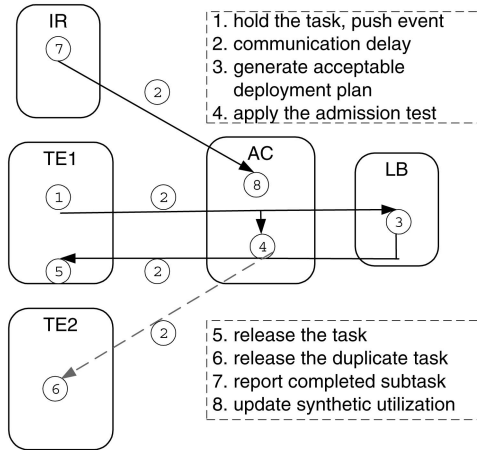 IR
7
2
1. hold the task, push event
2. communication delay
3. generate acceptable
deployment plan
4. apply the admission test
TE1
AC
LB
8
1
2
3
4
5
2
TE2
2
6
5. release the task
6. release the duplicate task
7. report completed subtask
8. update synthetic utilization